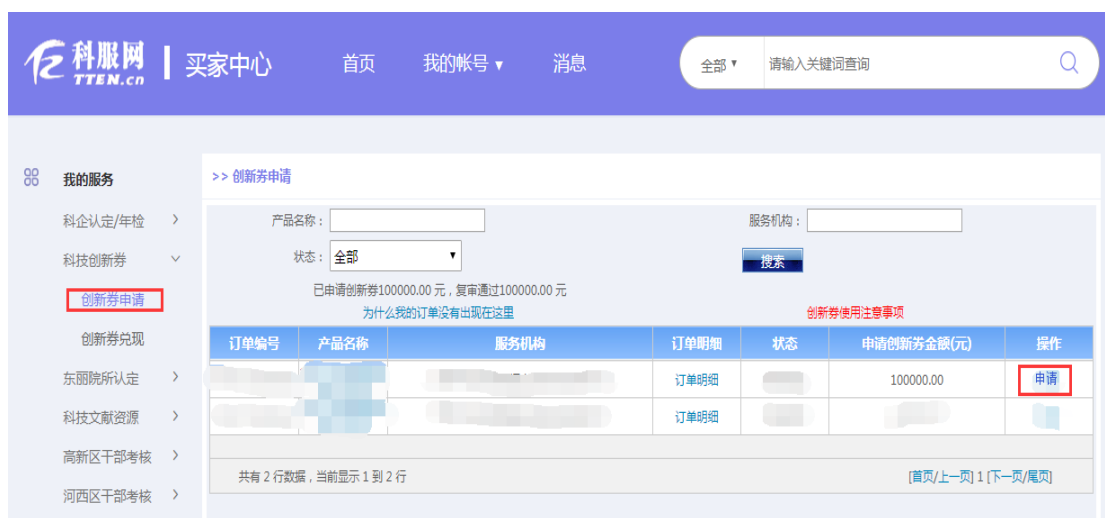 科服网
TTEN.cn
买家中心
首页
我的帐号 ▾
消息
全部 ▾
请输入关键词查询
我的服务
科企认定/年检
科技创新券
创新券申请
创新券兑现
东丽院所认定
科技文献资源
高新区干部考核
河西区干部考核
>> 创新券申请
产品名称：
服务机构：
状态： 全部
搜索
已申请创新券100000.00 元，复审通过100000.00 元
为什么我的订单没有出现在这里
创新券使用注意事项
订单编号 产品名称 服务机构 订单明细 状态 申请创新券金额(元) 操作
订单明细 100000.00 申请
订单明细
共有 2 行数据，当前显示 1 到 2 行
[首页/上一页] 1 [下一页/尾页]